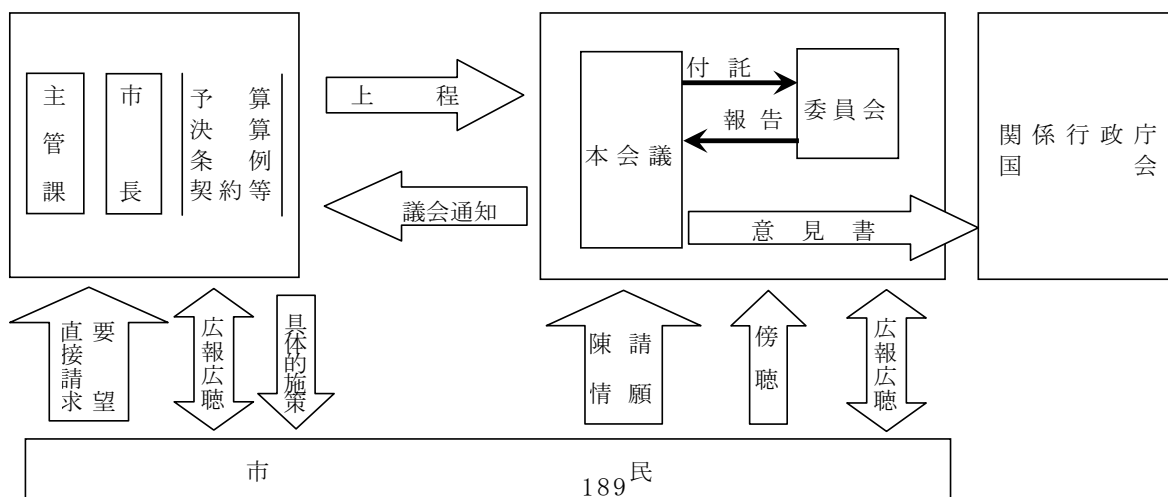 主管課
市長
予算
決算
条例
契約等
上程
議会通知
本会議
付託
報告
委員会
意見書
関係行政庁
国会
要望
直接請求
広報広聴
具体的施策
請願
陳情
傍聴
広報広聴
市民
189